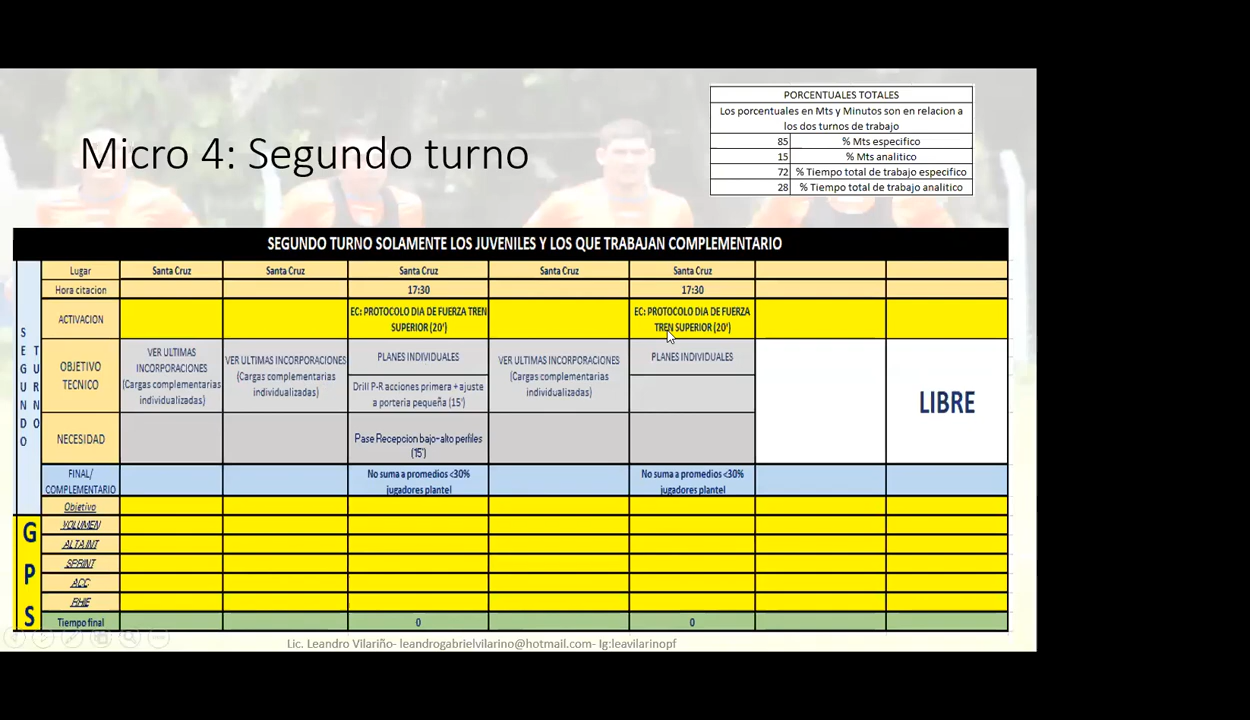 PORCENTUALES TOTALES
Los porcentuales en Mts y Minutos son en relacion a
los dos turnos de trabajo
85 % Mts especifico
15 % Mts analitico
72 % Tiempo total de trabajo especifico
28 % Tiempo total de trabajo analitico
Micro 4: Segundo turno
SEGUNDO TURNO SOLAMENTE LOS JUVENILES Y LOS QUE TRABAJAN COMPLEMENTARIO
SEGUNDO
TURNO
Lugar Santa Cruz Santa Cruz Santa Cruz Santa Cruz Santa Cruz
Hora citacion 17:30 17:30
ACTIVACION
EC: PROTOCOLO DIA DE FUERZA TREN
SUPERIOR (20')
EC: PROTOCOLO DIA DE FUERZA
TREN SUPERIOR (20')
OBJETIVO
TECNICO
VER ULTIMAS
INCORPORACIONES
(Cargas complementarias
individualizadas)
VER ULTIMAS INCORPORACIONES
(Cargas complementarias
individualizadas)
PLANES INDIVIDUALES
Drill P-R acciones primera + ajuste
a porteria pequeña (15')
VER ULTIMAS INCORPORACIONES
(Cargas complementarias
individualizadas)
PLANES INDIVIDUALES
LIBRE
NECESIDAD
Pase Recepcion bajo-alto perfiles
(15')
FINAL/
COMPLEMENTARIO
No suma a promedios <30%
jugadores plantel
No suma a promedios <30%
jugadores plantel
Objetivo
GPS
VOLUMEN
ALTA INT
SPRINT
ACC
RHIE
Tiempo final 0 0
Lic. Leandro Vilariño- leandrogabrielvilarino@hotmail.com- Ig:leavilarinopf